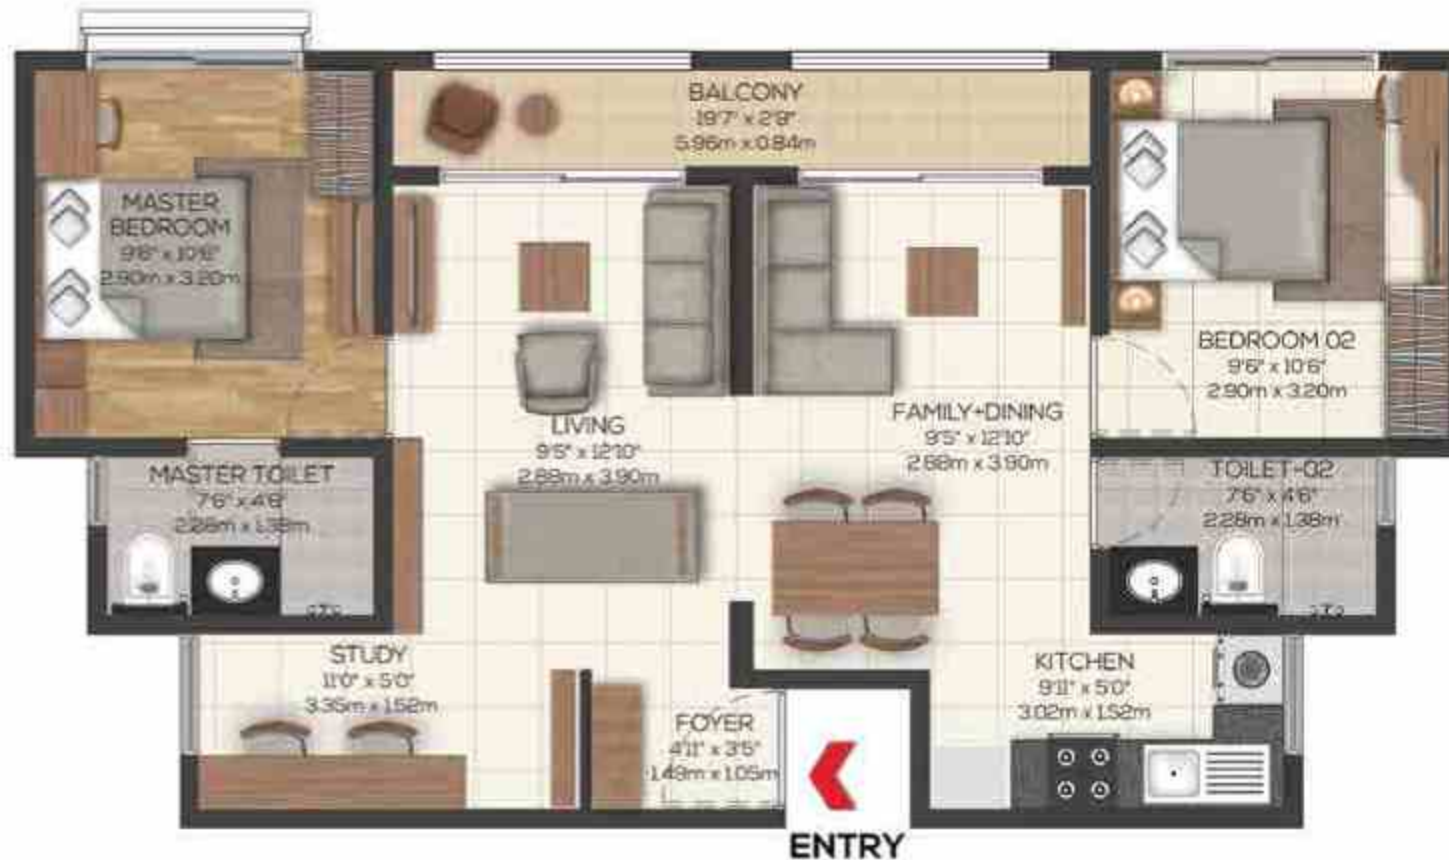 BALCONY
19'7" x 2'9"
5.96m x 0.84m
MASTER
BEDROOM
9'6" x 10'6"
2.90m x 3.20m
BEDROOM 02
9'6" x 10'6"
2.90m x 3.20m
LIVING
9'5" x 12'10"
2.88m x 3.90m
FAMILY+DINING
9'5" x 12'10"
2.88m x 3.90m
MASTER TOILET
7'6" x 4'6"
2.28m x 1.38m
TOILET-02
7'6" x 4'6"
2.28m x 1.38m
STUDY
11'0" x 5'0"
3.35m x 1.52m
KITCHEN
9'11" x 5'0"
3.02m x 1.52m
FOYER
4'11" x 3'5"
1.49m x 1.05m
ENTRY